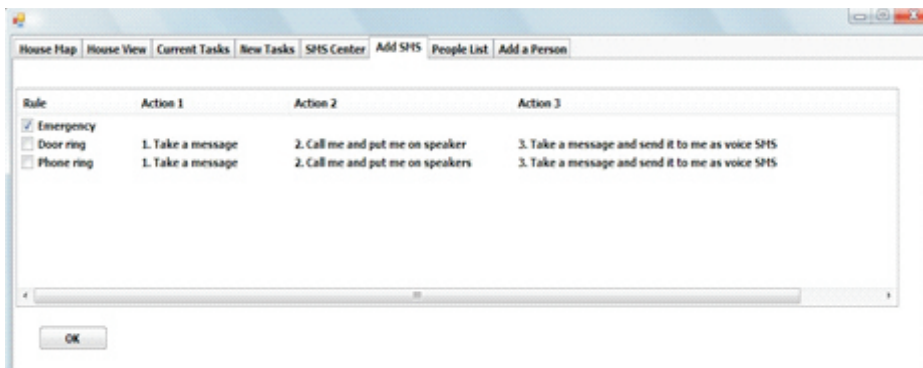 House Map House View Current Tasks New Tasks SMS Center Add SMS People List Add a Person
Rule Action 1 Action 2 Action 3
Emergency
Door ring 1. Take a message 2. Call me and put me on speaker 3. Take a message and send it to me as voice SMS
Phone ring 1. Take a message 2. Call me and put me on speakers 3. Take a message and send it to me as voice SMS
OK